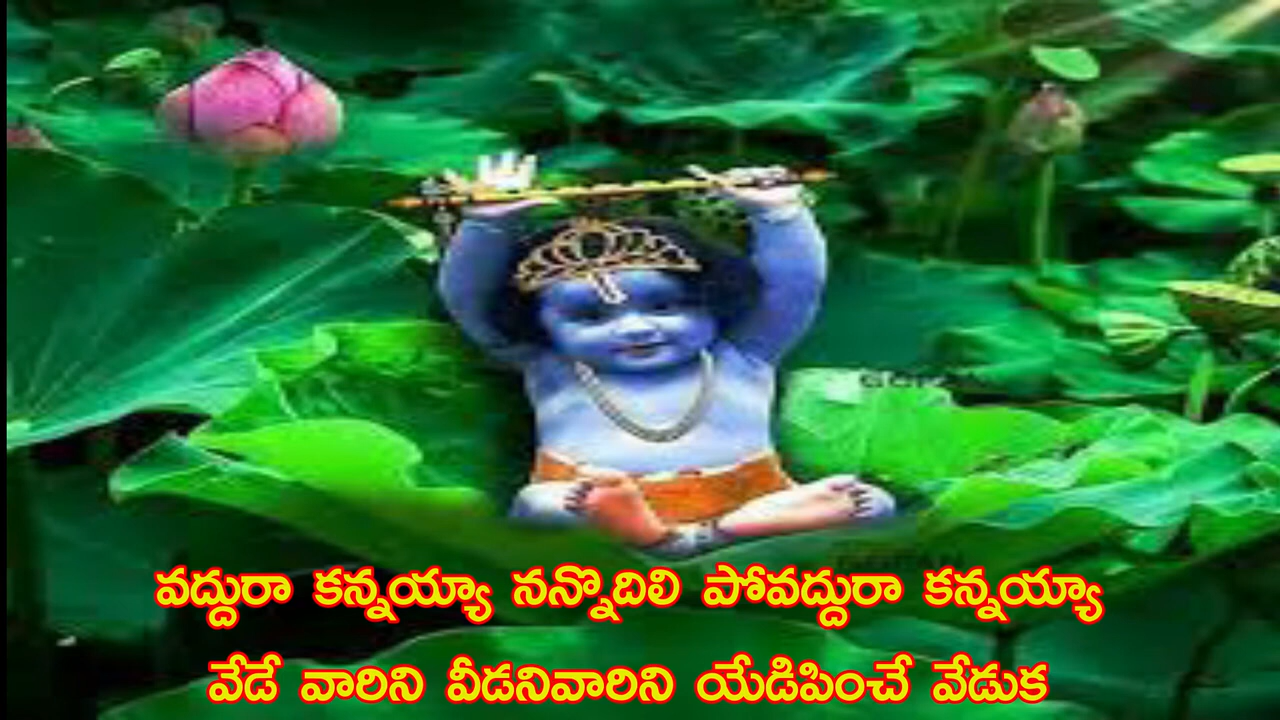 వద్దురా కన్నయ్యా నన్నొదిలి పోవద్దురా కన్నయ్యా
వేడే వారిని వీడనివారిని యేడిపించే వేడుక